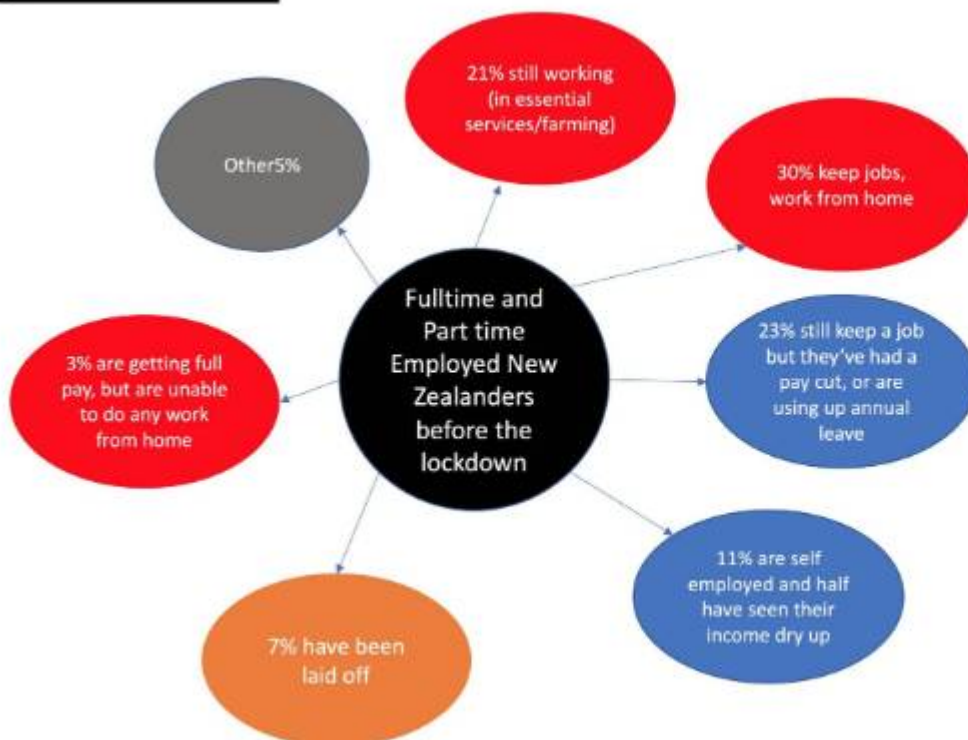 21% still working
(in essential
services/farming)
Other5%
30% keep jobs,
work from home
Fulltime and
Part time
Employed New
Zealanders
before the
lockdown
23% still keep a job
but they've had a
pay cut, or are
using up annual
leave
3% are getting full
pay, but are unable
to do any work
from home
11% are self
employed and half
have seen their
income dry up
7% have been
laid off